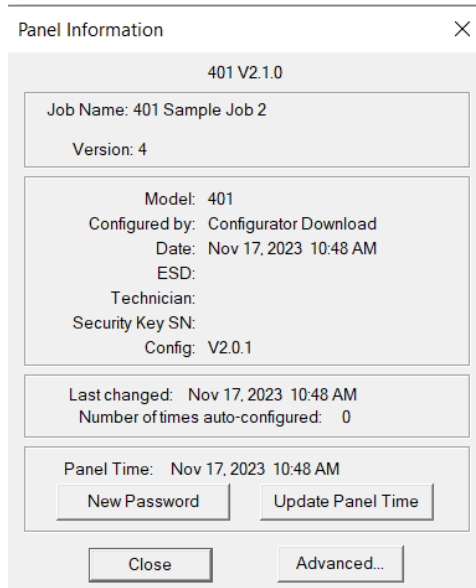 Panel Information
401 V2.1.0
Job Name: 401 Sample Job 2
Version: 4
Model: 401
Configured by: Configurator Download
Date: Nov 17, 2023 10:48 AM
ESD:
Technician:
Security Key SN:
Config: V2.0.1
Last changed: Nov 17, 2023 10:48 AM
Number of times auto-configured: 0
Panel Time: Nov 17, 2023 10:48 AM
New Password Update Panel Time
Close Advanced...